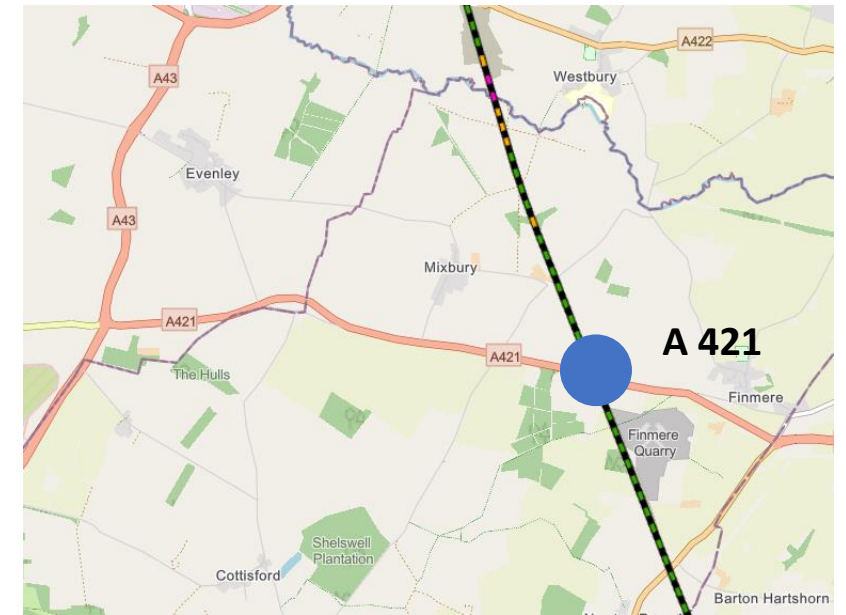 A422
A43
Westbury
Evenley
A43
Mixbury
A421
A 421
A421
The Hulls
Finmere
Finmere
Quarry
Shelswell
Plantation
Cottisford
Barton Hartshorn